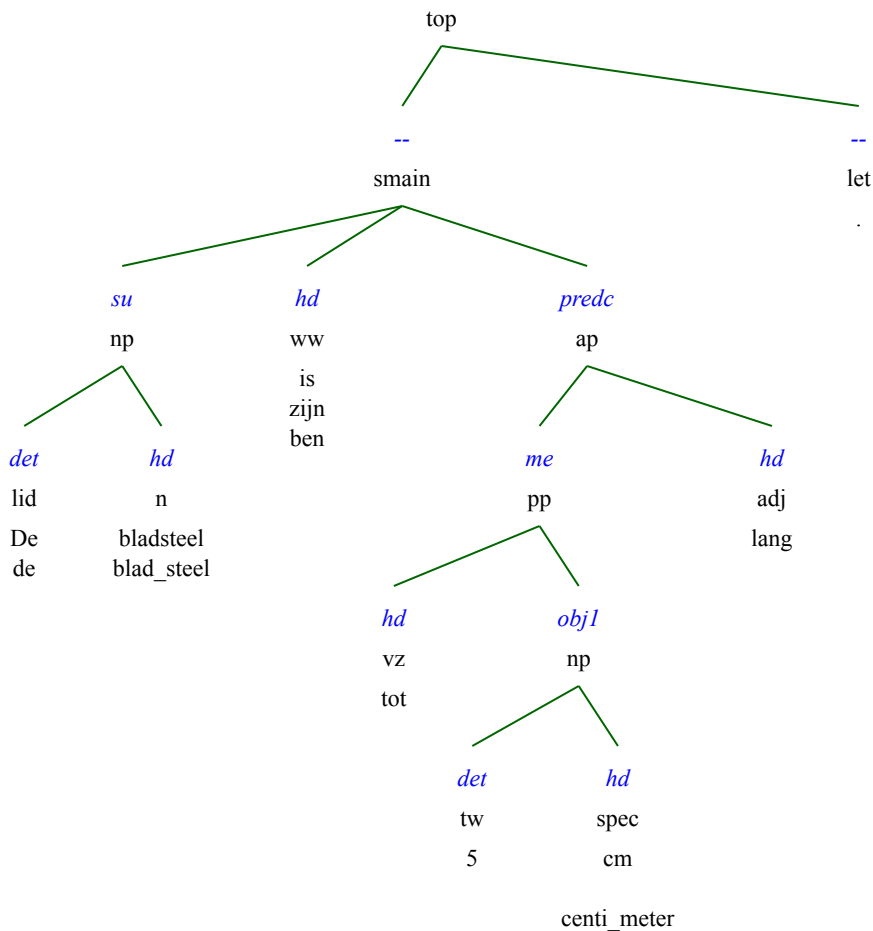 top
-- --
smain let
.
su hd predc
np ww ap
is
zijn
ben
det hd me hd
lid n pp adj
De bladsteel lang
de blad_steel
hd obj1
vz np
tot
det hd
tw spec
5 cm
centi_meter